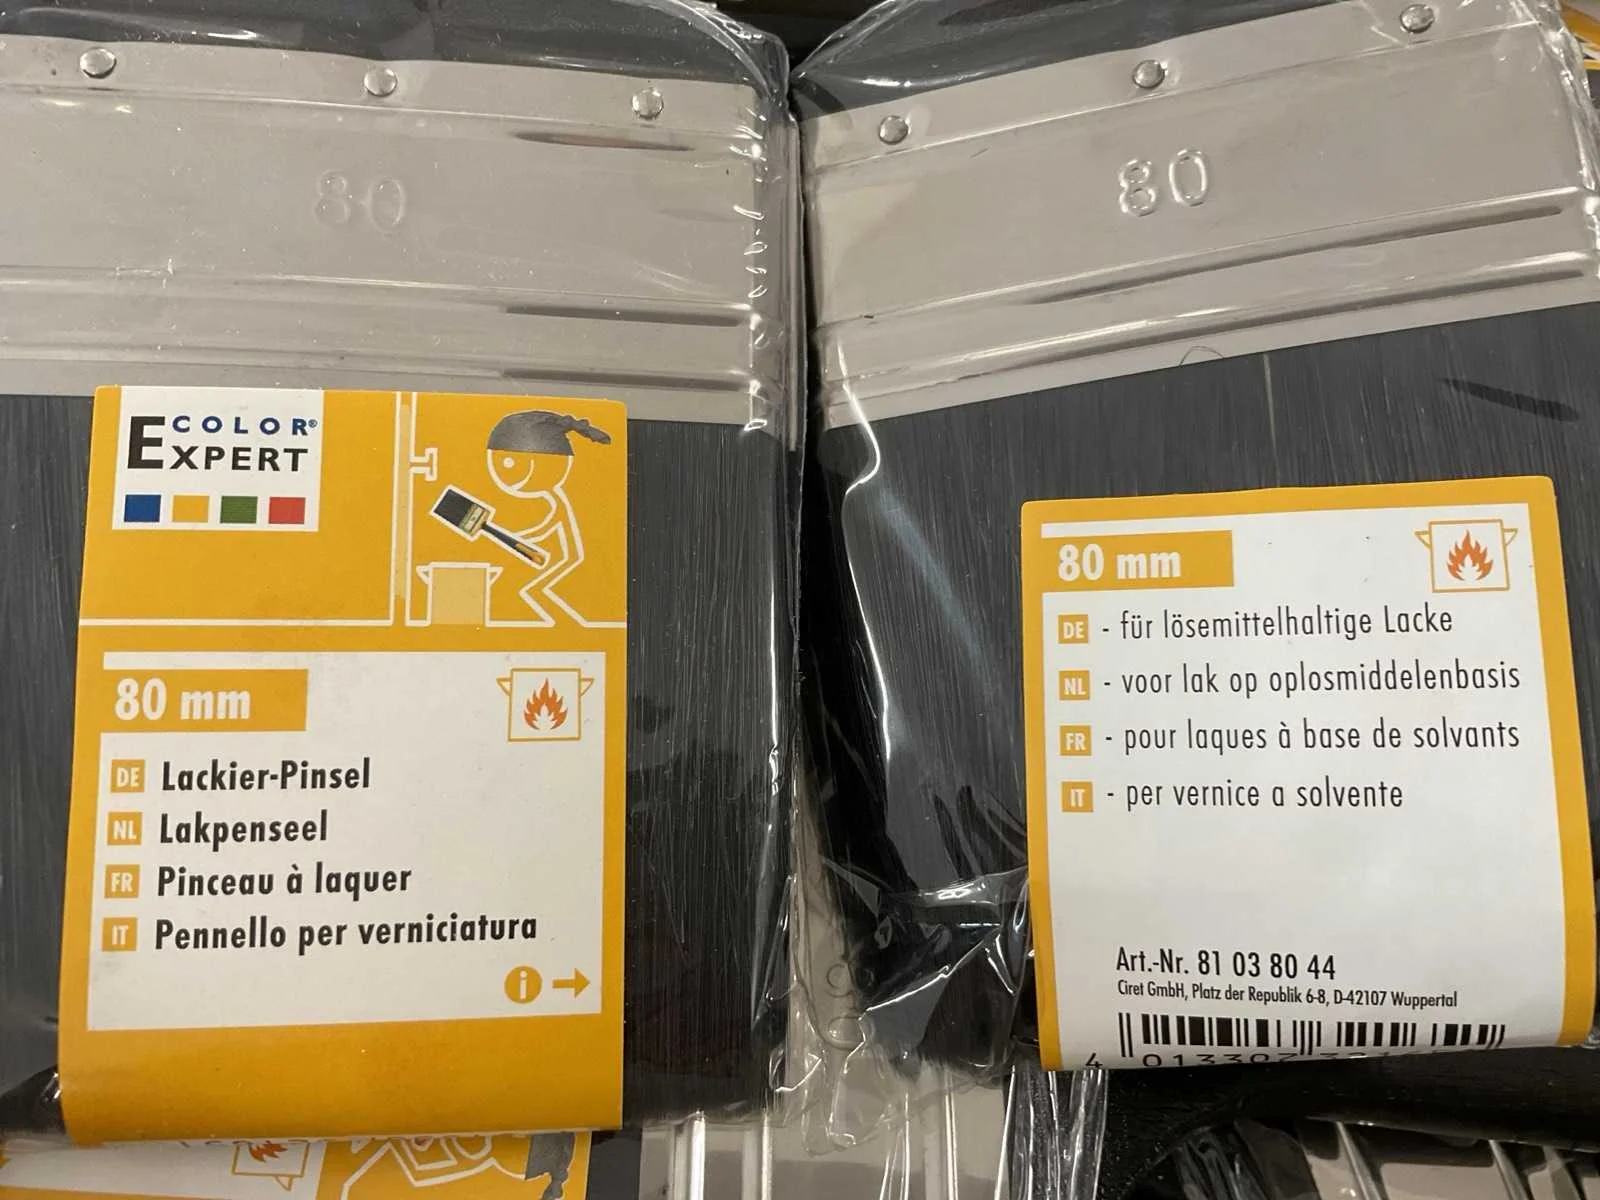 80
COLOR®
EXPERT
80 mm
DE Lackier-Pinsel
NL Lakpenseel
FR Pinceau à laquer
IT Pennello per verniciatura
i
80
80 mm
DE - für lösemittelhaltige Lacke
NL - voor lak op oplosmiddelenbasis
FR - pour laques à base de solvants
IT - per vernice a solvente
Art.-Nr. 81 03 80 44
Ciret GmbH, Platz der Republik 6-8, D-42107 Wuppertal
4 013307